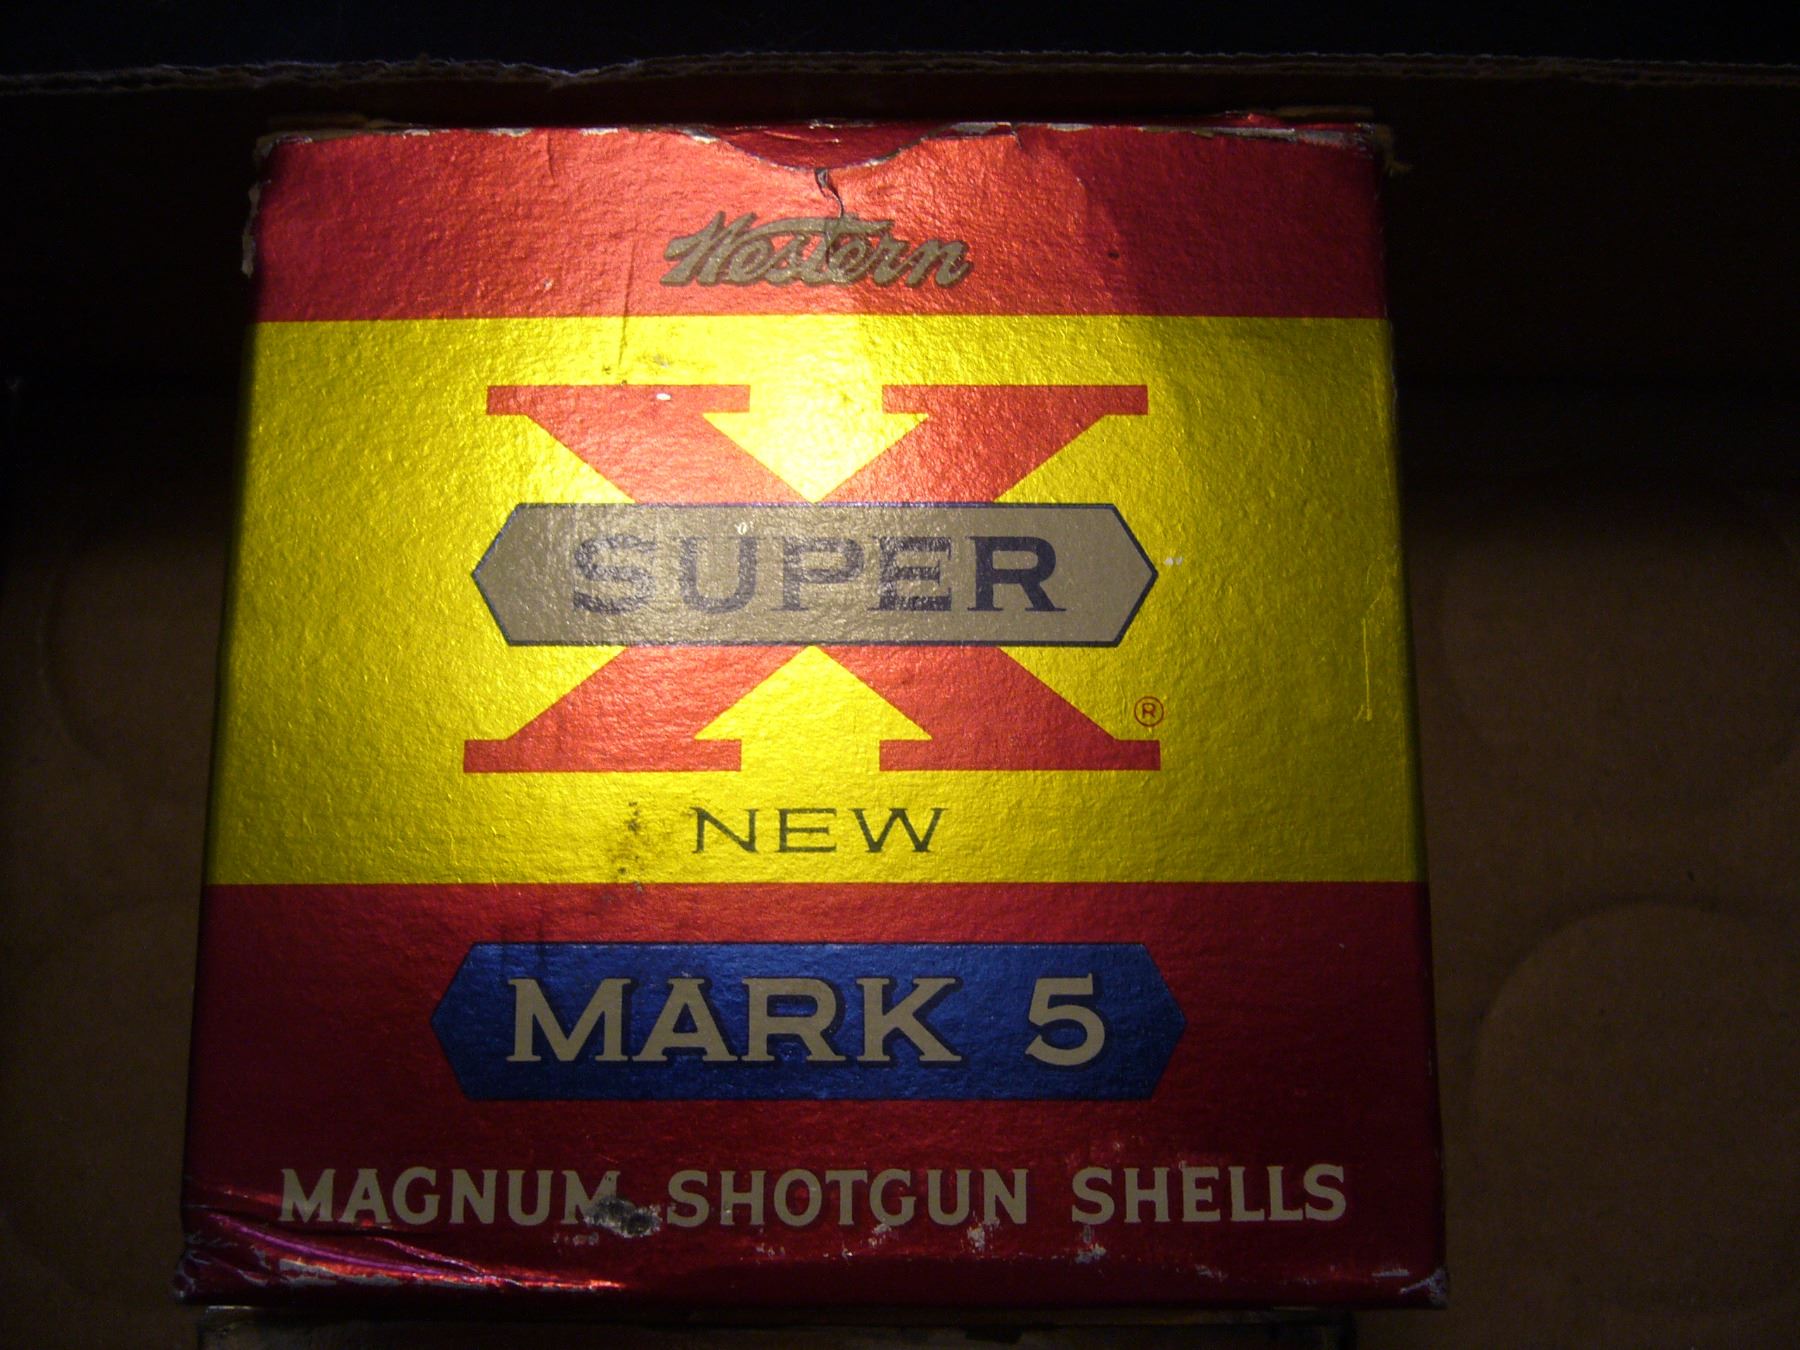 Western
X
SUPER
®
NEW
MARK 5
MAGNUM SHOTGUN SHELLS